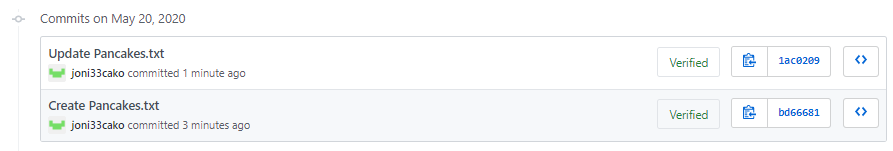 Commits on May 20, 2020
Update Pancakes.txt
joni33cako committed 1 minute ago
Verified
1ac0209
Create Pancakes.txt
joni33cako committed 3 minutes ago
Verified
bd66681